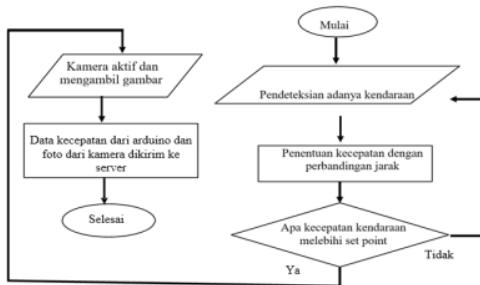 Mulai
Pendeteksian adanya kendaraan
Penentuan kecepatan dengan
perbandingan jarak
Apa kecepatan kendaraan
melebihi set point
Tidak
Ya
Kamera aktif dan
mengambil gambar
Data kecepatan dari arduino dan
foto dari kamera dikirim ke
server
Selesai